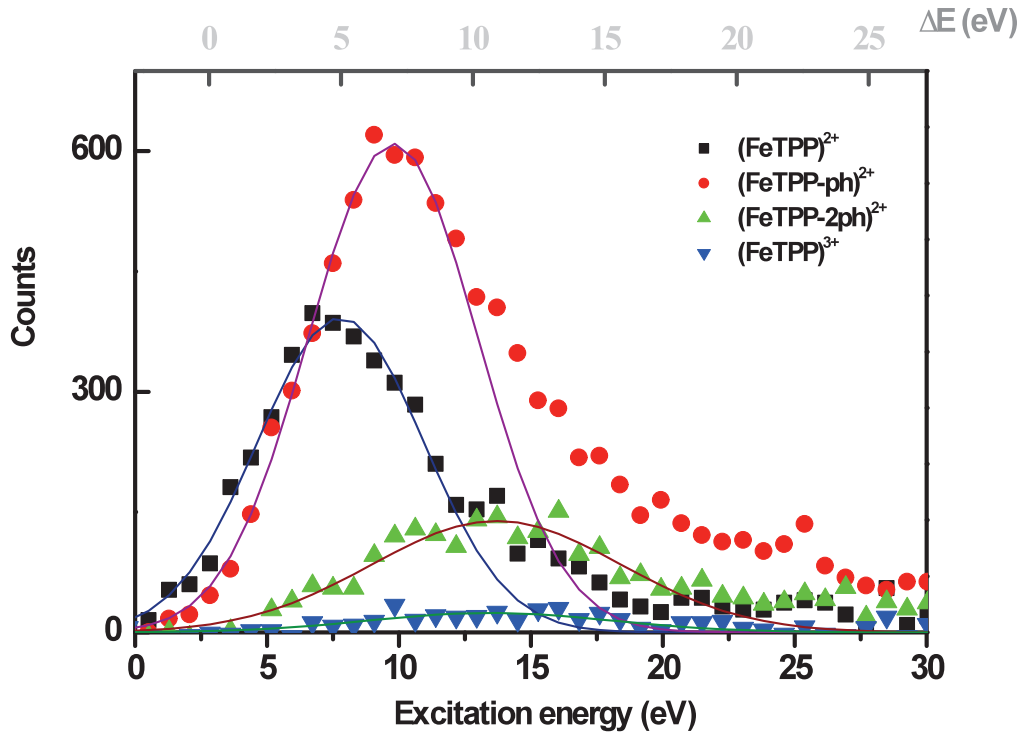 0 5 10 15 20 25 ΔE (eV)
600
300
0
Counts
(FeTPP)²⁺
(FeTPP-ph)²⁺
(FeTPP-2ph)²⁺
(FeTPP)³⁺
0 5 10 15 20 25 30
Excitation energy (eV)